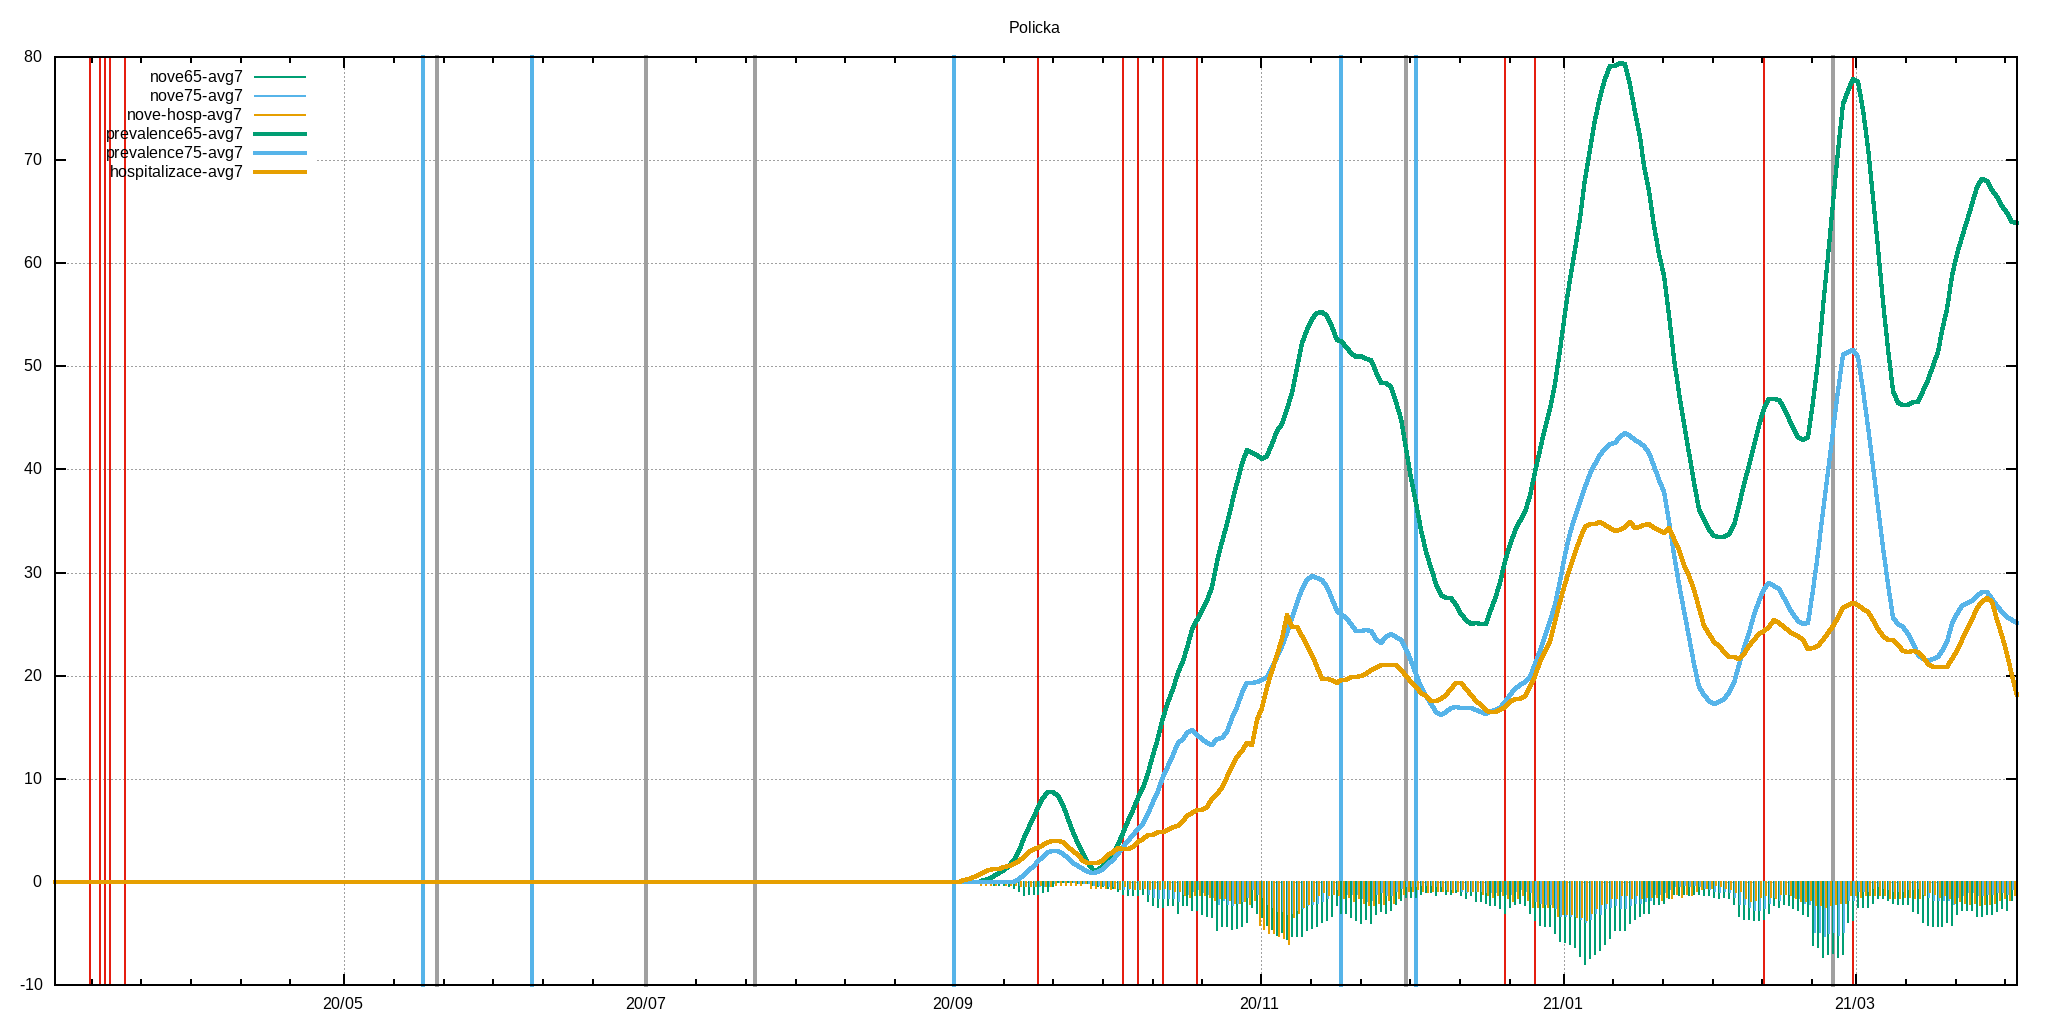 Policka
80
70
60
50
40
30
20
10
0
-10
nove65-avg7
nove75-avg7
nove-hosp-avg7
prevalence65-avg7
prevalence75-avg7
hospitalizace-avg7
20/05
20/07
20/09
20/11
21/01
21/03